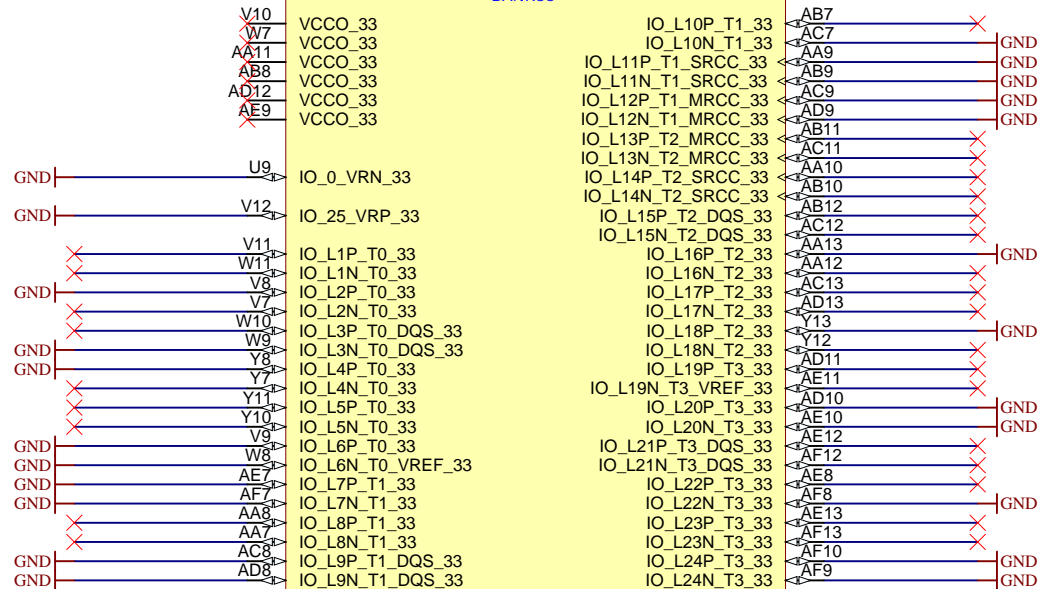 V10 VCCO_33 IO_L10P_T1_33 AB7
W7 VCCO_33 IO_L10N_T1_33 AC7 GND
AA11 VCCO_33 IO_L11P_T1_SRCC_33 AA9 GND
AB8 VCCO_33 IO_L11N_T1_SRCC_33 AB9 GND
AD12 VCCO_33 IO_L12P_T1_MRCC_33 AC9 GND
AE9 VCCO_33 IO_L12N_T1_MRCC_33 AD9 GND
IO_L13P_T2_MRCC_33 AB11
IO_L13N_T2_MRCC_33 AC11
GND U9 IO_0_VRN_33 IO_L14P_T2_SRCC_33 AA10
IO_L14N_T2_SRCC_33 AB10
GND V12 IO_25_VRP_33 IO_L15P_T2_DQS_33 AB12
IO_L15N_T2_DQS_33 AC12
V11 IO_L1P_T0_33 IO_L16P_T2_33 AA13 GND
W11 IO_L1N_T0_33 IO_L16N_T2_33 AA12
GND V8 IO_L2P_T0_33 IO_L17P_T2_33 AC13
V7 IO_L2N_T0_33 IO_L17N_T2_33 AD13
W10 IO_L3P_T0_DQS_33 IO_L18P_T2_33 Y13 GND
GND W9 IO_L3N_T0_DQS_33 IO_L18N_T2_33 Y12
GND Y8 IO_L4P_T0_33 IO_L19P_T3_33 AD11
Y7 IO_L4N_T0_33 IO_L19N_T3_VREF_33 AE11
Y11 IO_L5P_T0_33 IO_L20P_T3_33 AD10 GND
Y10 IO_L5N_T0_33 IO_L20N_T3_33 AE10 GND
GND V9 IO_L6P_T0_33 IO_L21P_T3_DQS_33 AE12
GND W8 IO_L6N_T0_VREF_33 IO_L21N_T3_DQS_33 AF12
GND AE7 IO_L7P_T1_33 IO_L22P_T3_33 AE8
GND AF7 IO_L7N_T1_33 IO_L22N_T3_33 AF8 GND
AA8 IO_L8P_T1_33 IO_L23P_T3_33 AE13
AA7 IO_L8N_T1_33 IO_L23N_T3_33 AF13
GND AC8 IO_L9P_T1_DQS_33 IO_L24P_T3_33 AF10 GND
GND AD8 IO_L9N_T1_DQS_33 IO_L24N_T3_33 AF9 GND